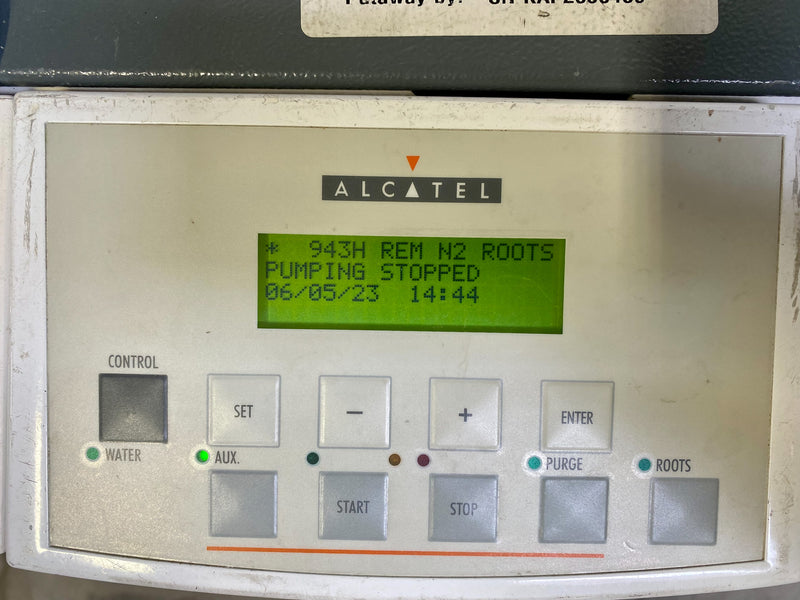 ALCATEL
* 943H REM N2 ROOTS
PUMPING STOPPED
06/05/23 14:44
CONTROL
SET
−
+
ENTER
WATER
AUX.
PURGE
ROOTS
START
STOP